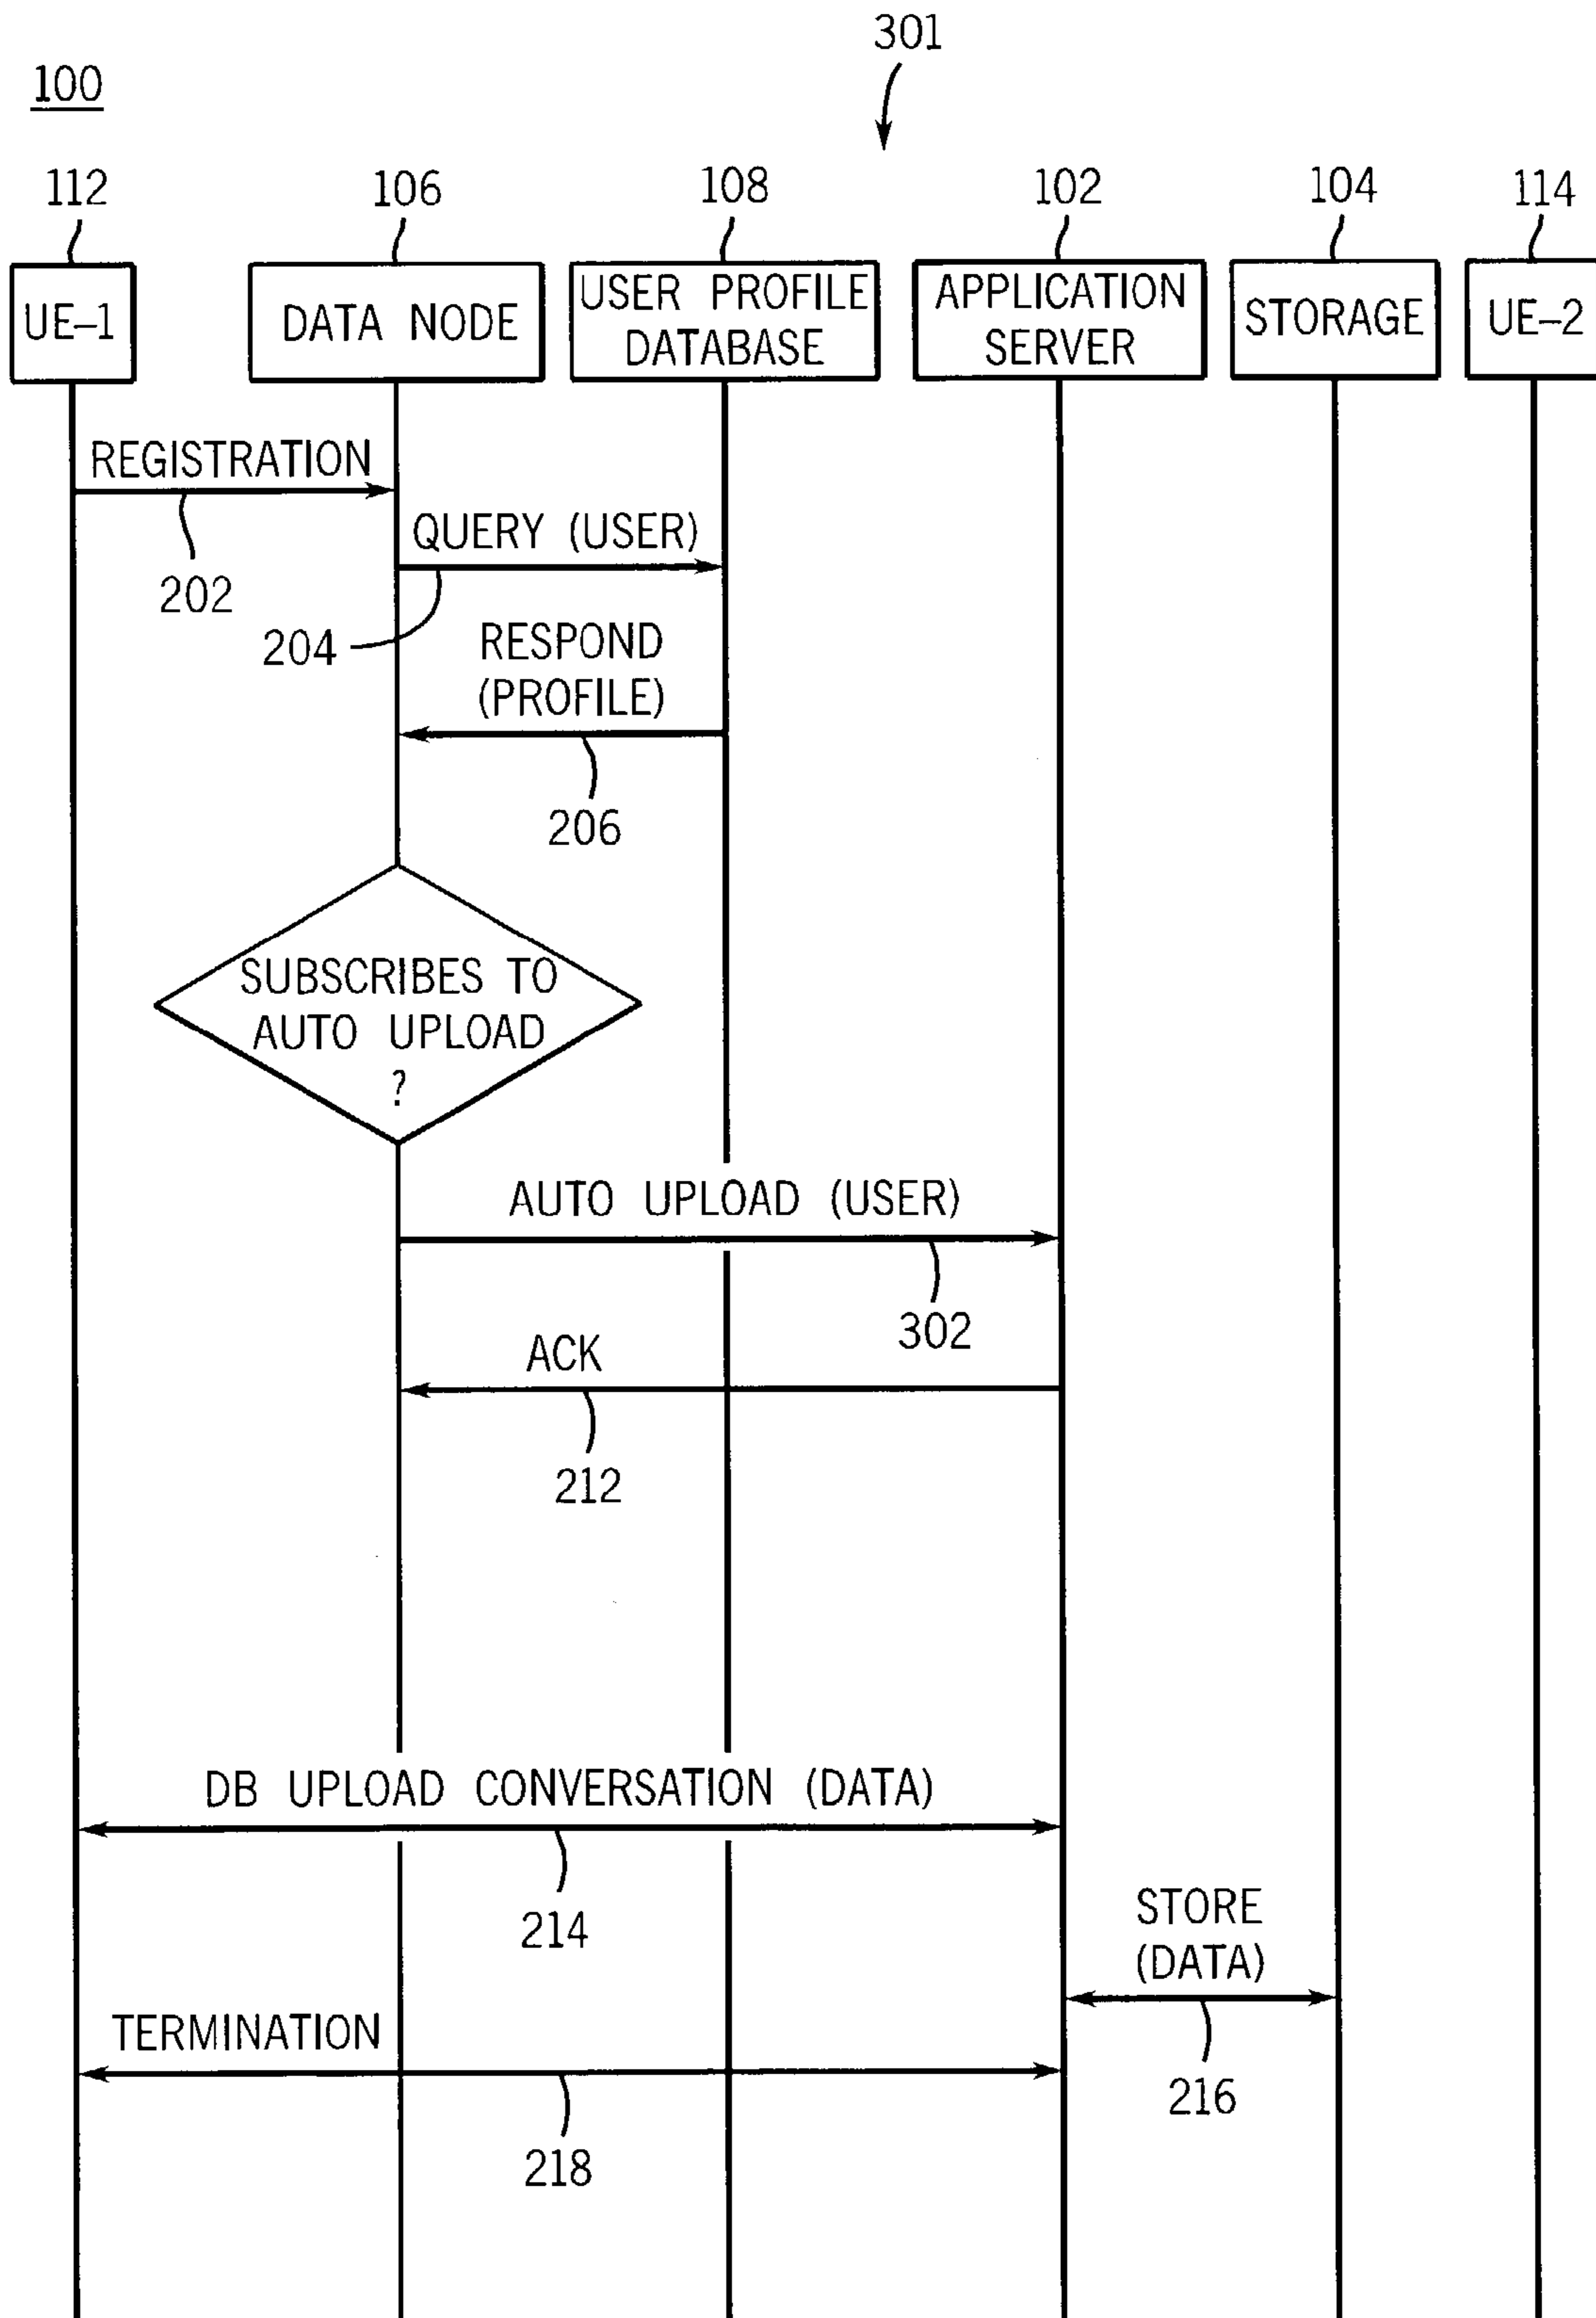 301
100
112
106
108
102
104
114
UE-1
DATA NODE
USER PROFILE
DATABASE
APPLICATION
SERVER
STORAGE
UE-2
REGISTRATION
202
QUERY (USER)
204
RESPOND
(PROFILE)
206
SUBSCRIBES TO
AUTO UPLOAD
?
AUTO UPLOAD (USER)
302
ACK
212
DB UPLOAD CONVERSATION (DATA)
214
STORE
(DATA)
216
TERMINATION
218